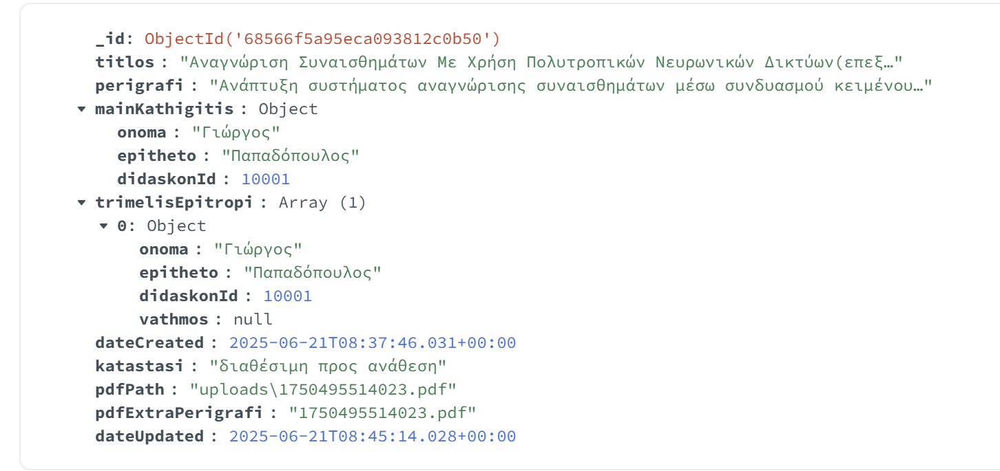 _id: ObjectId('68566f5a95eca093812c0b50')
titlos : "Αναγνώριση Συναισθημάτων Με Χρήση Πολυτροπικών Νευρωνικών Δικτύων(επεξ…"
perigrafi : "Ανάπτυξη συστήματος αναγνώρισης συναισθημάτων μέσω συνδυασμού κειμένου…"
mainKathigitis : Object
onoma : "Γιώργος"
epitheto : "Παπαδόπουλος"
didaskonId : 10001
trimelisEpitropi : Array (1)
0: Object
onoma : "Γιώργος"
epitheto : "Παπαδόπουλος"
didaskonId : 10001
vathmos : null
dateCreated : 2025-06-21T08:37:46.031+00:00
katastasi : "διαθέσιμη προς ανάθεση"
pdfPath : "uploads\1750495514023.pdf"
pdfExtraPerigrafi : "1750495514023.pdf"
dateUpdated : 2025-06-21T08:45:14.028+00:00